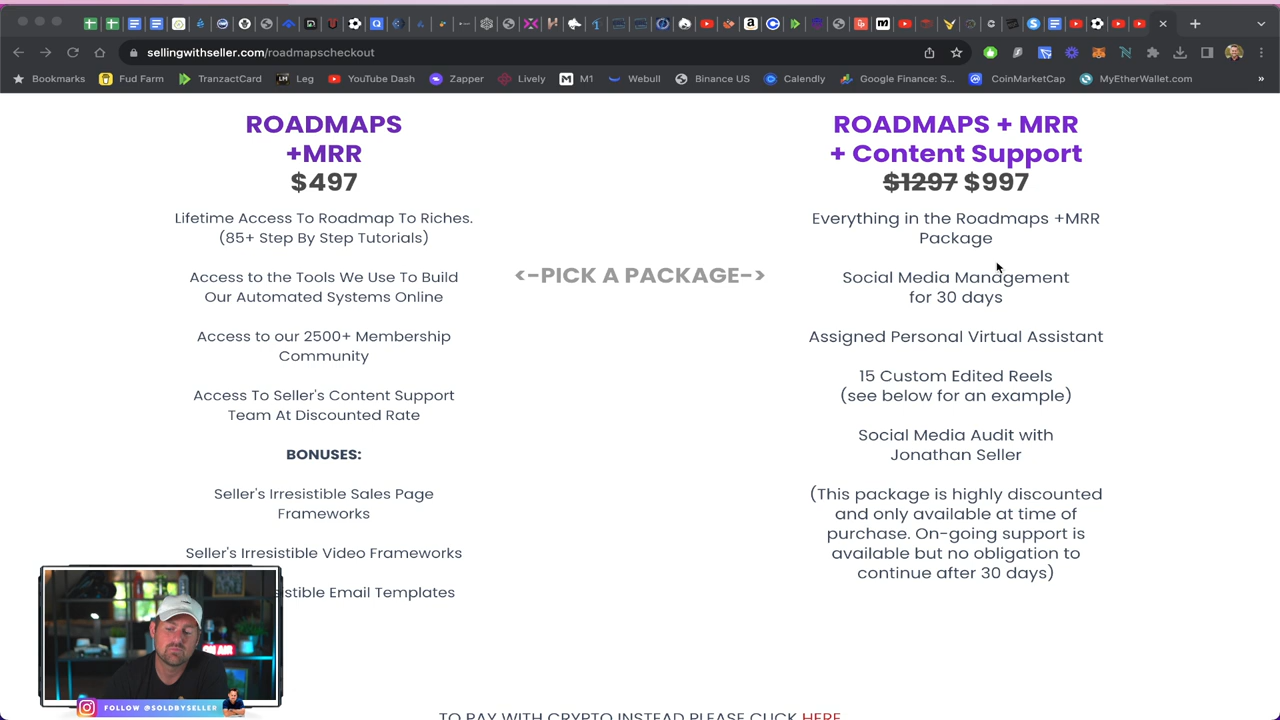 sellingwithseller.com/roadmapscheckout
Bookmarks
Fud Farm
TranzactCard
Leg
YouTube Dash
Zapper
Lively
M1
Webull
Binance US
Calendly
Google Finance: S...
CoinMarketCap
MyEtherWallet.com
»
ROADMAPS
+MRR
$497
Lifetime Access To Roadmap To Riches.
(85+ Step By Step Tutorials)
Access to the Tools We Use To Build
Our Automated Systems Online
Access to our 2500+ Membership
Community
Access To Seller's Content Support
Team At Discounted Rate
BONUSES:
Seller's Irresistible Sales Page
Frameworks
Seller's Irresistible Video Frameworks
istible Email Templates
<-PICK A PACKAGE->
ROADMAPS + MRR
+ Content Support
$1297 $997
Everything in the Roadmaps +MRR
Package
Social Media Management
for 30 days
Assigned Personal Virtual Assistant
15 Custom Edited Reels
(see below for an example)
Social Media Audit with
Jonathan Seller
(This package is highly discounted
and only available at time of
purchase. On-going support is
available but no obligation to
continue after 30 days)
ON AIR
FOLLOW @SOLDBYSELLER
TO PAY WITH CRYPTO INSTEAD PLEASE CLICK HERE